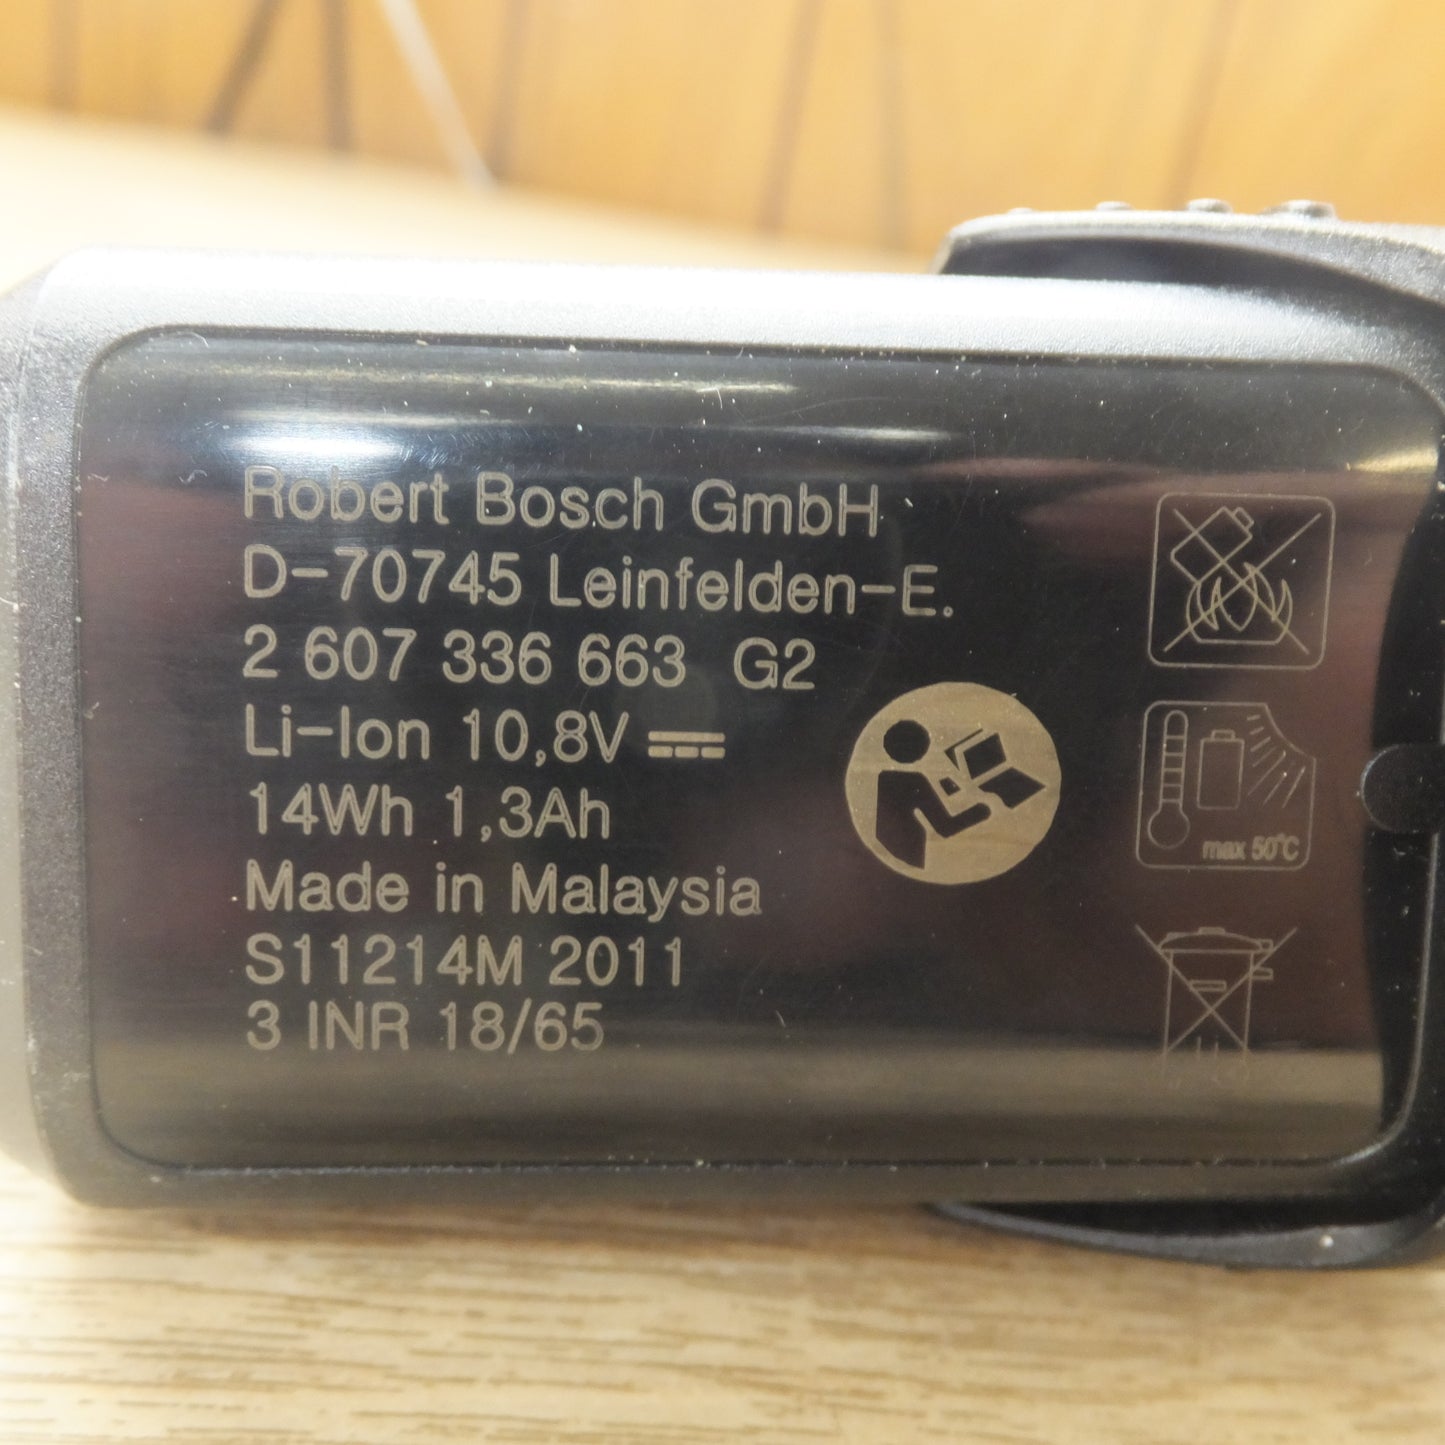 Robert Bosch GmbH
D-70745 Leinfelden-E.
2 607 336 663 G2
Li-Ion 10,8V
14Wh 1,3Ah
Made in Malaysia
S11214M 2011
3 INR 18/65
max 50°C